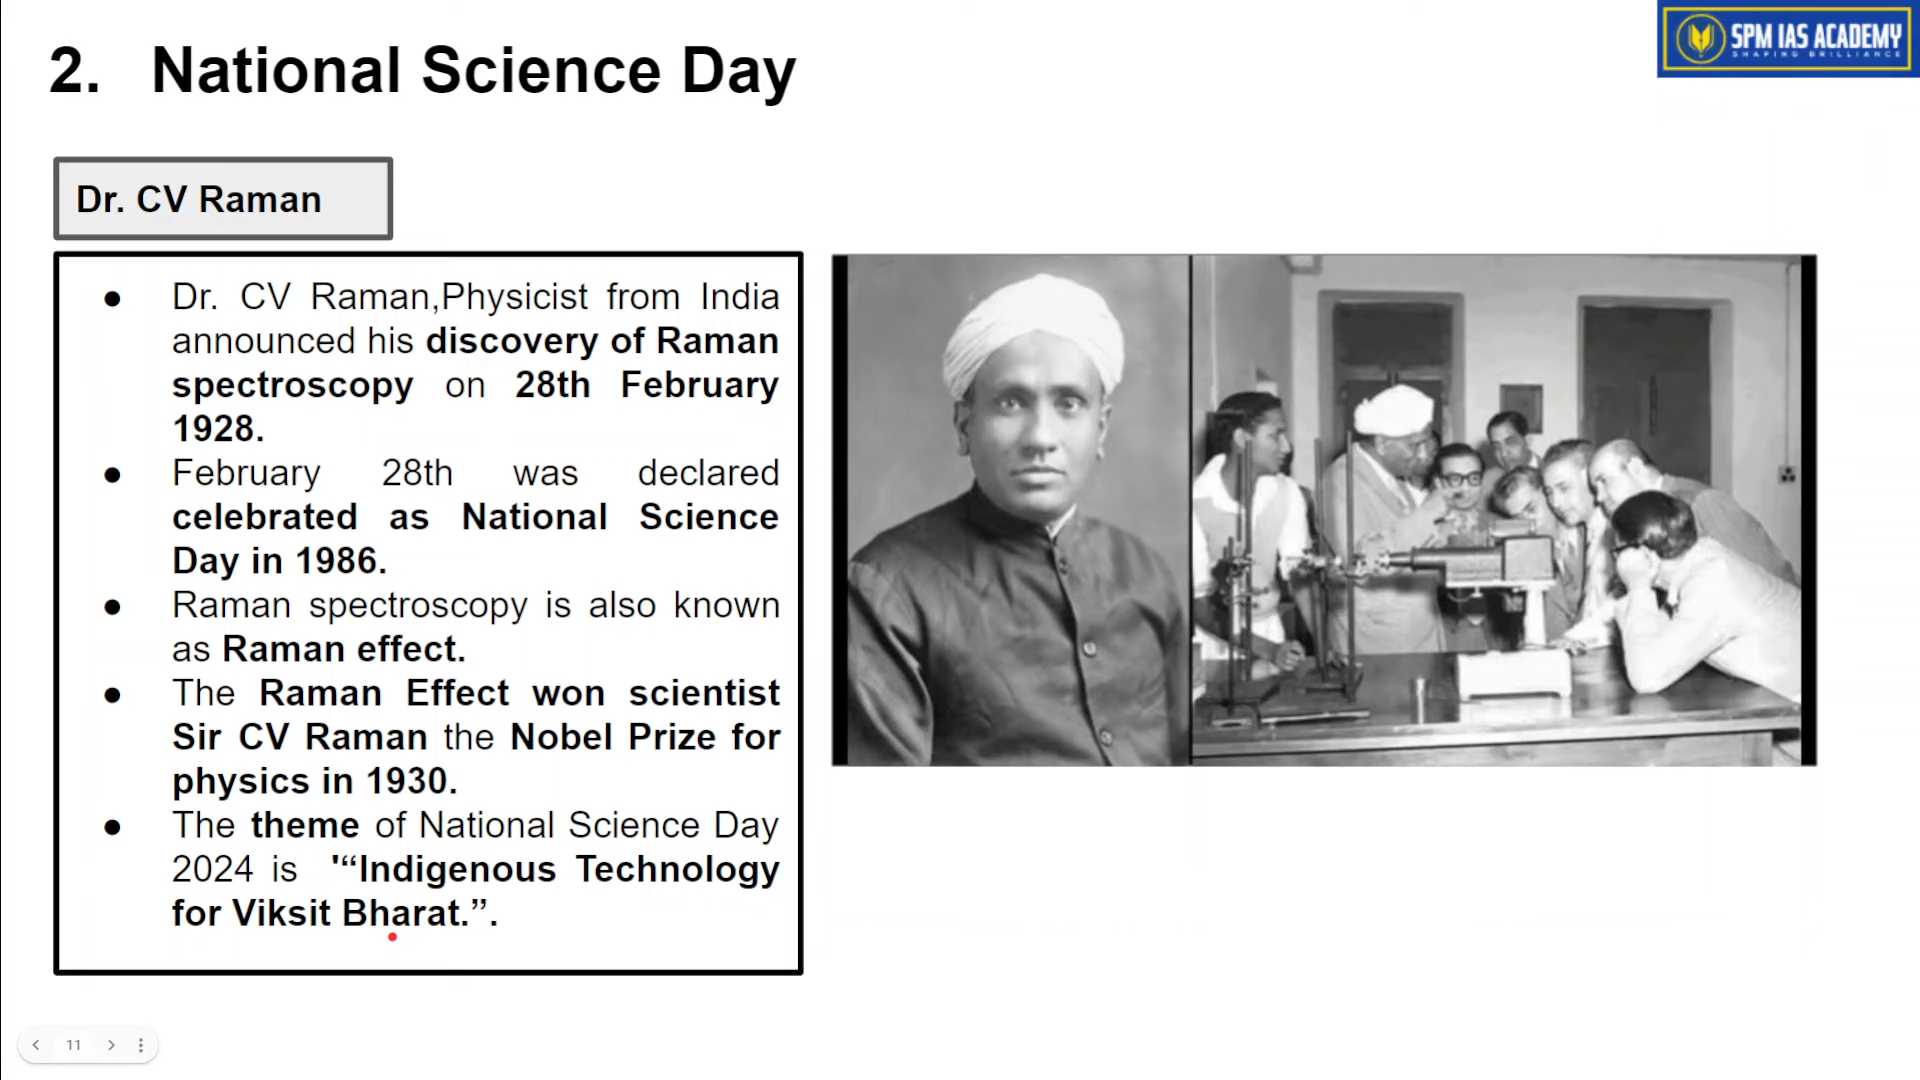 2. National Science Day
SPM IAS ACADEMY
SHAPING BRILLIANCE
Dr. CV Raman
● Dr. CV Raman,Physicist from India
announced his discovery of Raman
spectroscopy on 28th February
1928.
● February 28th was declared
celebrated as National Science
Day in 1986.
● Raman spectroscopy is also known
as Raman effect.
● The Raman Effect won scientist
Sir CV Raman the Nobel Prize for
physics in 1930.
● The theme of National Science Day
2024 is '“Indigenous Technology
for Viksit Bharat.”.
11